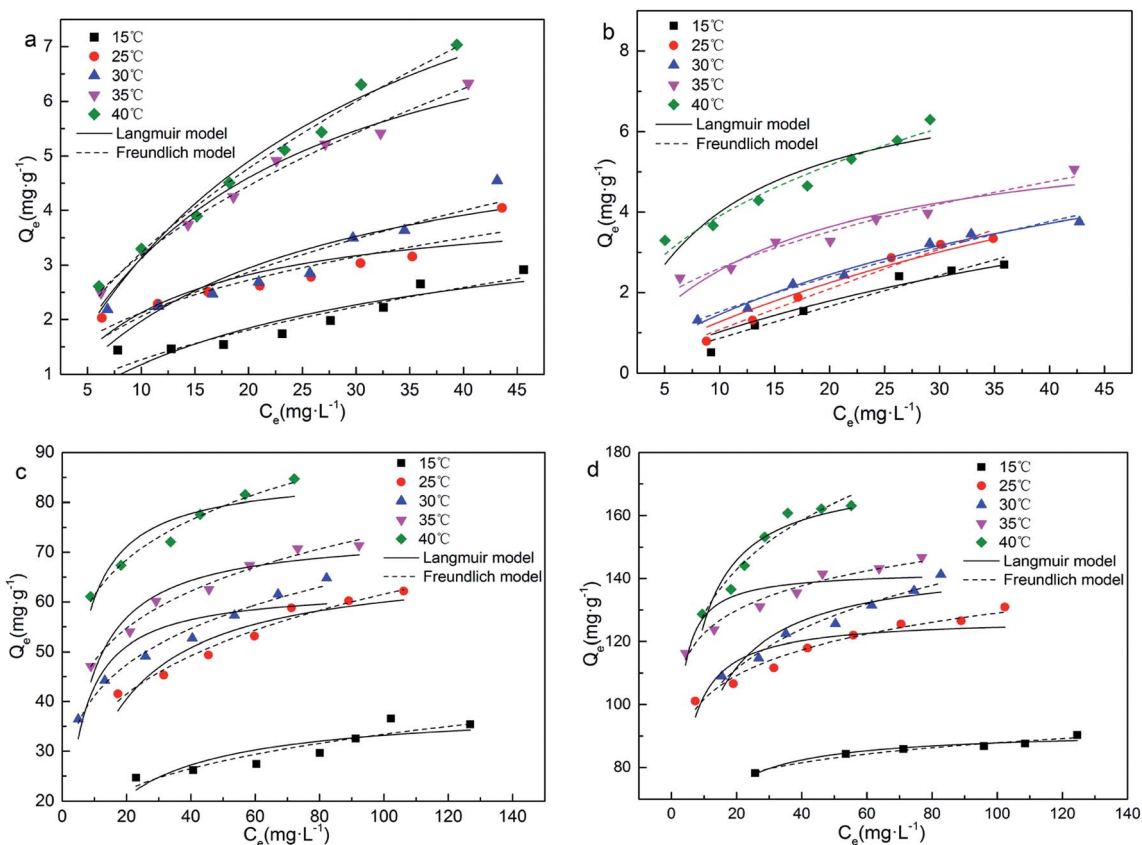 a
15℃
25℃
30℃
35℃
40℃
Langmuir model
Freundlich model
7
6
5
4
3
2
1
Qe(mg·g-1)
5 10 15 20 25 30 35 40 45
Ce(mg·L-1)
b
15℃
25℃
30℃
35℃
40℃
Langmuir model
Freundlich model
8
6
4
2
0
Qe(mg·g-1)
5 10 15 20 25 30 35 40 45
Ce(mg·L-1)
c
15℃
25℃
30℃
35℃
40℃
Langmuir model
Freundlich model
90
80
70
60
50
40
30
20
Qe(mg·g-1)
0 20 40 60 80 100 120 140
Ce(mg·L-1)
d
15℃
25℃
30℃
35℃
40℃
Langmuir model
Freundlich model
180
160
140
120
100
80
Qe(mg·g-1)
0 20 40 60 80 100 120 140
Ce(mg·L-1)